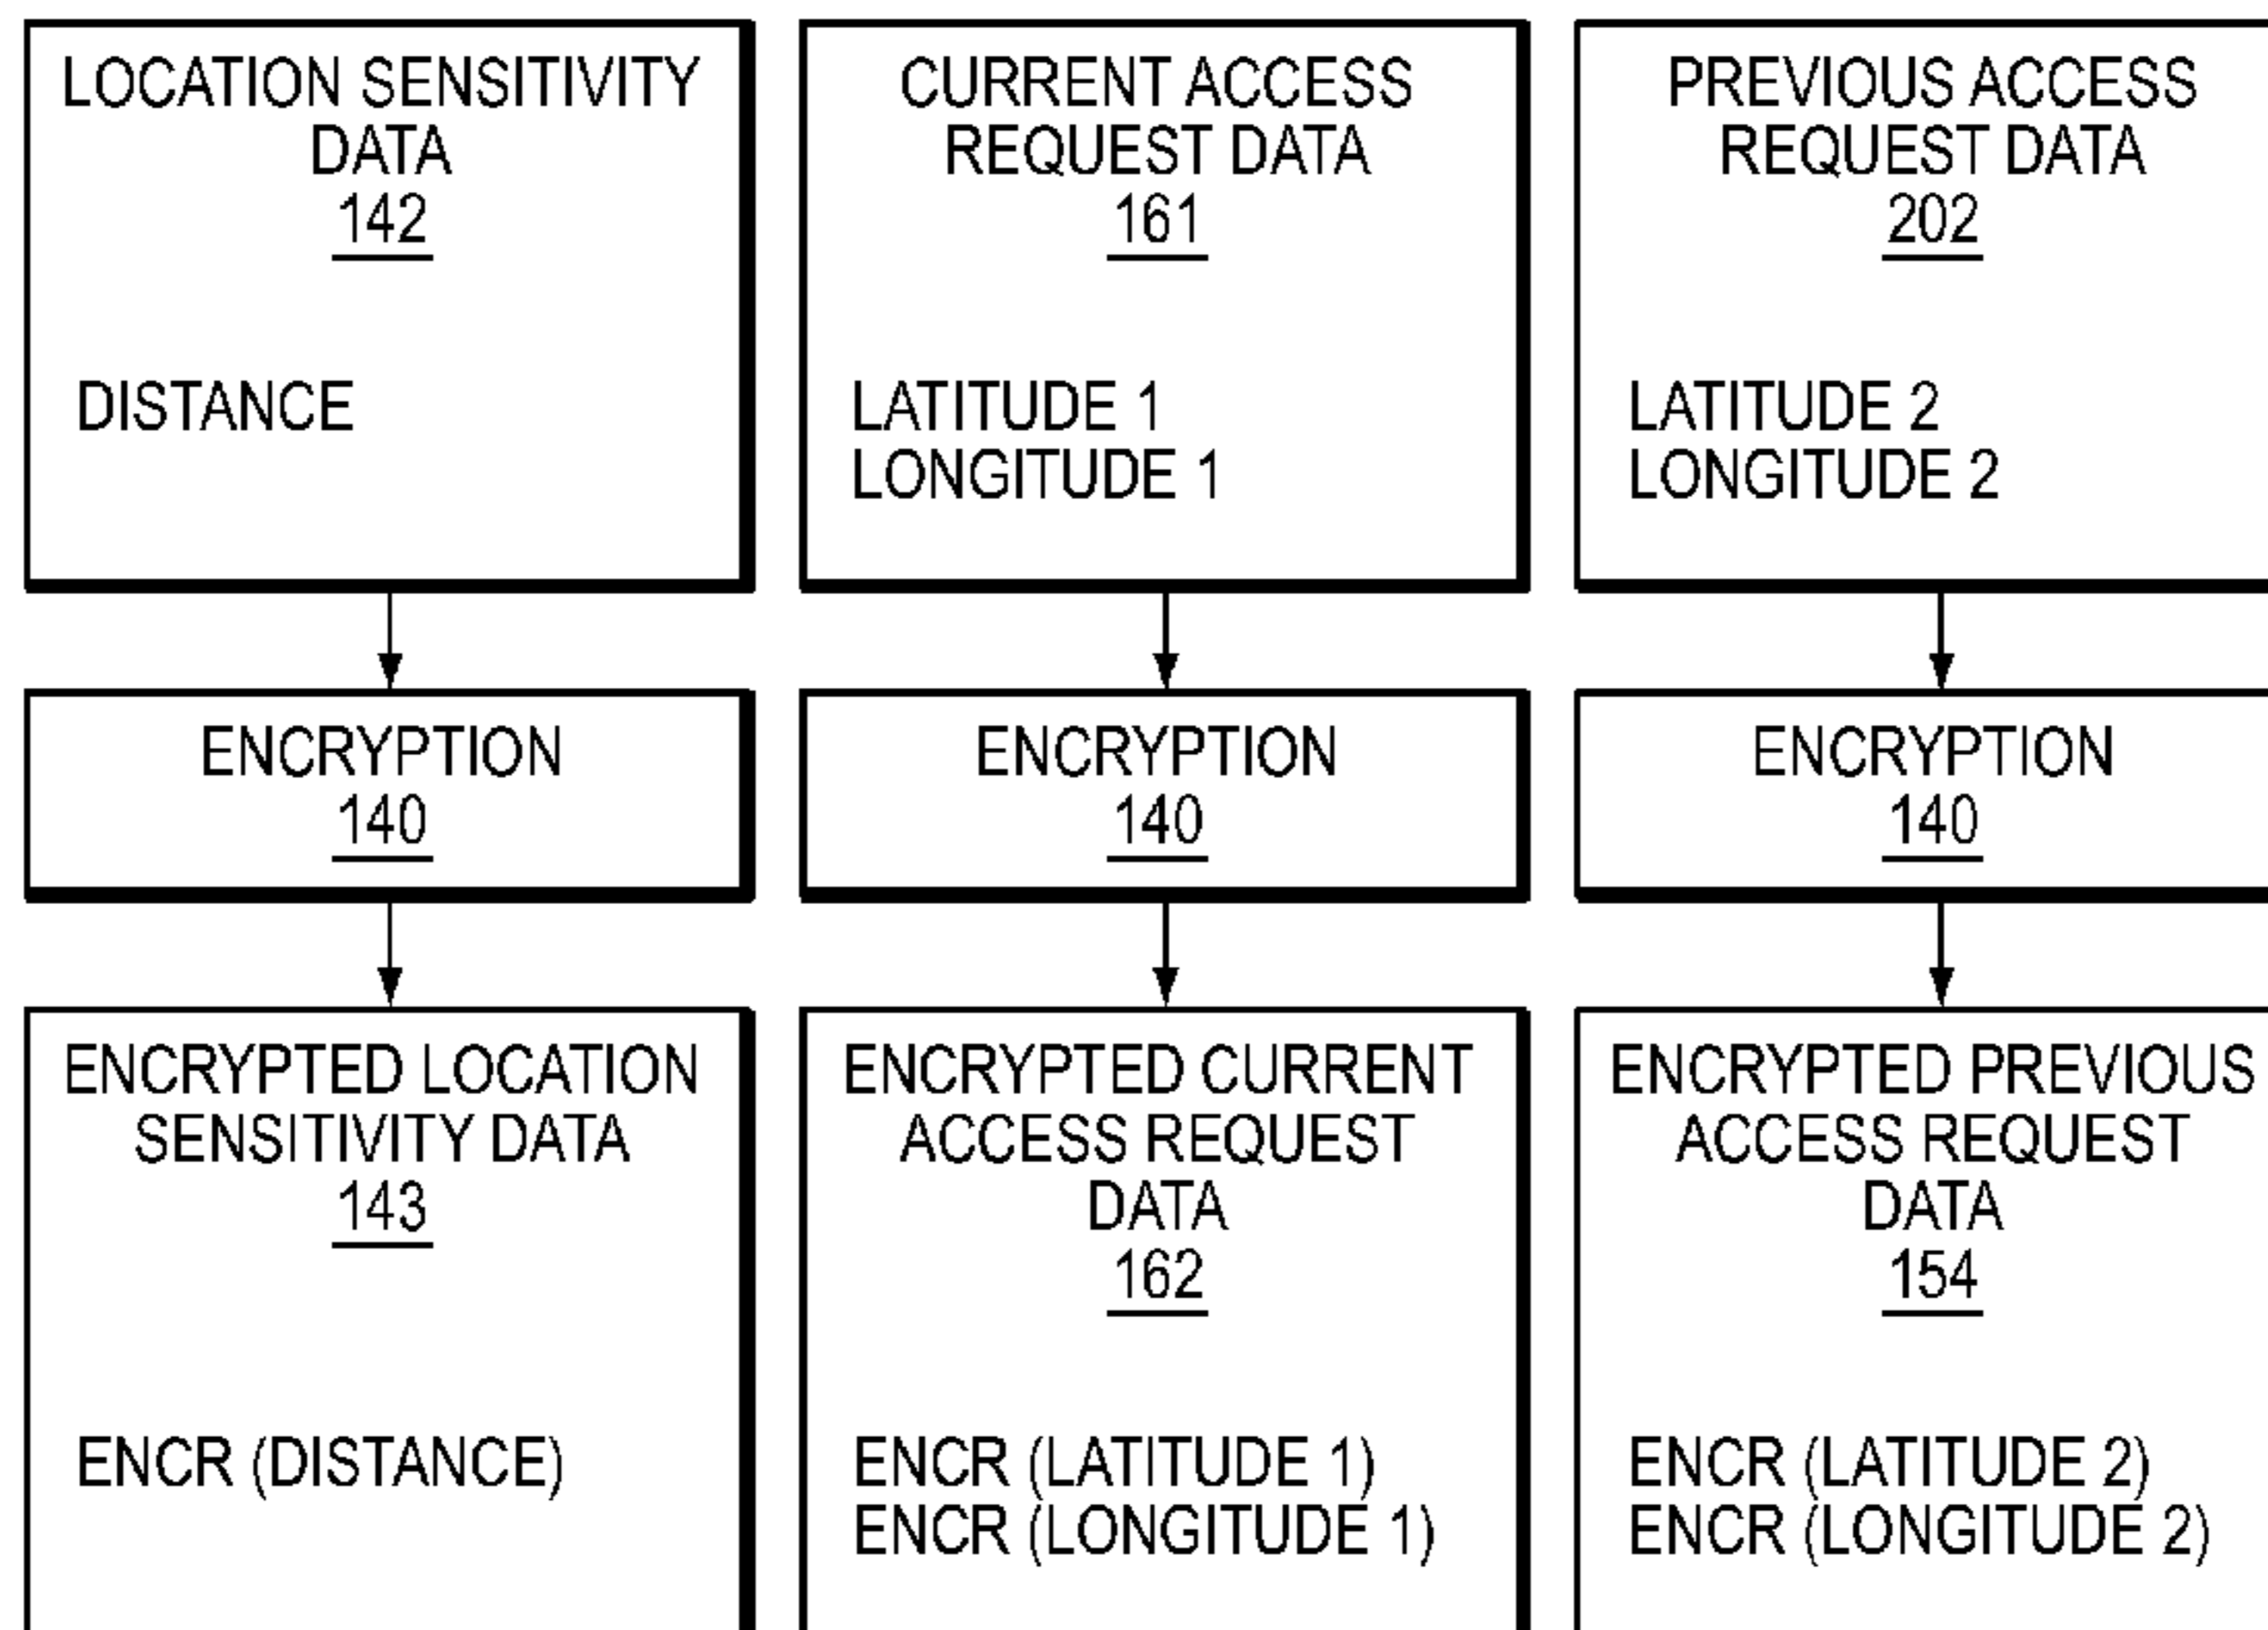 LOCATION SENSITIVITY
DATA
142
DISTANCE
CURRENT ACCESS
REQUEST DATA
161
LATITUDE 1
LONGITUDE 1
PREVIOUS ACCESS
REQUEST DATA
202
LATITUDE 2
LONGITUDE 2
ENCRYPTION
140
ENCRYPTION
140
ENCRYPTION
140
ENCRYPTED LOCATION
SENSITIVITY DATA
143
ENCR (DISTANCE)
ENCRYPTED CURRENT
ACCESS REQUEST
DATA
162
ENCR (LATITUDE 1)
ENCR (LONGITUDE 1)
ENCRYPTED PREVIOUS
ACCESS REQUEST
DATA
154
ENCR (LATITUDE 2)
ENCR (LONGITUDE 2)